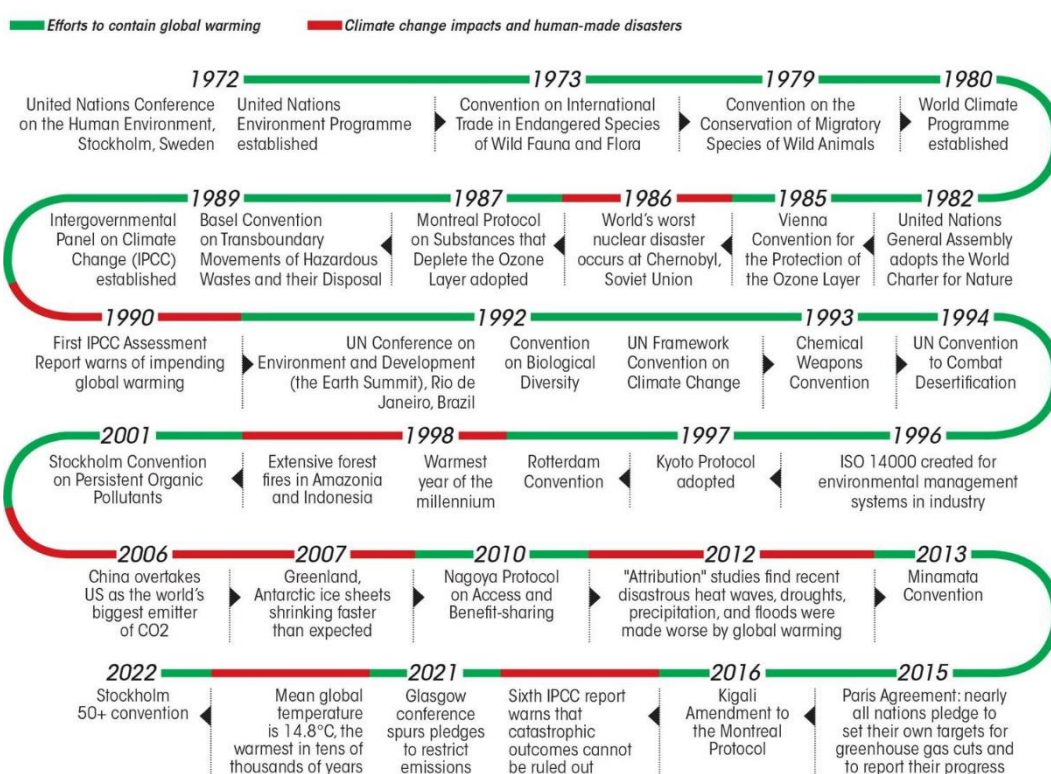 Efforts to contain global warming
Climate change impacts and human-made disasters
1972
United Nations Conference
on the Human Environment,
Stockholm, Sweden
United Nations
Environment Programme
established
1973
Convention on International
Trade in Endangered Species
of Wild Fauna and Flora
1979
Convention on the
Conservation of Migratory
Species of Wild Animals
1980
World Climate
Programme
established
1982
United Nations
General Assembly
adopts the World
Charter for Nature
1985
Vienna
Convention for
the Protection of
the Ozone Layer
1986
World's worst
nuclear disaster
occurs at Chernobyl,
Soviet Union
1987
Montreal Protocol
on Substances that
Deplete the Ozone
Layer adopted
1989
Basel Convention
on Transboundary
Movements of Hazardous
Wastes and their Disposal
Intergovernmental
Panel on Climate
Change (IPCC)
established
1990
First IPCC Assessment
Report warns of impending
global warming
1992
UN Conference on
Environment and Development
(the Earth Summit), Rio de
Janeiro, Brazil
Convention
on Biological
Diversity
UN Framework
Convention on
Climate Change
1993
Chemical
Weapons
Convention
1994
UN Convention
to Combat
Desertification
1996
ISO 14000 created for
environmental management
systems in industry
1997
Kyoto Protocol
adopted
Rotterdam
Convention
1998
Warmest
year of the
millennium
Extensive forest
fires in Amazonia
and Indonesia
2001
Stockholm Convention
on Persistent Organic
Pollutants
2006
China overtakes
US as the world's
biggest emitter
of CO2
2007
Greenland,
Antarctic ice sheets
shrinking faster
than expected
2010
Nagoya Protocol
on Access and
Benefit-sharing
2012
"Attribution" studies find recent
disastrous heat waves, droughts,
precipitation, and floods were
made worse by global warming
2013
Minamata
Convention
2015
Paris Agreement: nearly
all nations pledge to
set their own targets for
greenhouse gas cuts and
to report their progress
2016
Kigali
Amendment to
the Montreal
Protocol
Sixth IPCC report
warns that
catastrophic
outcomes cannot
be ruled out
2021
Glasgow
conference
spurs pledges
to restrict
emissions
Mean global
temperature
is 14.8°C, the
warmest in tens of
thousands of years
2022
Stockholm
50+ convention